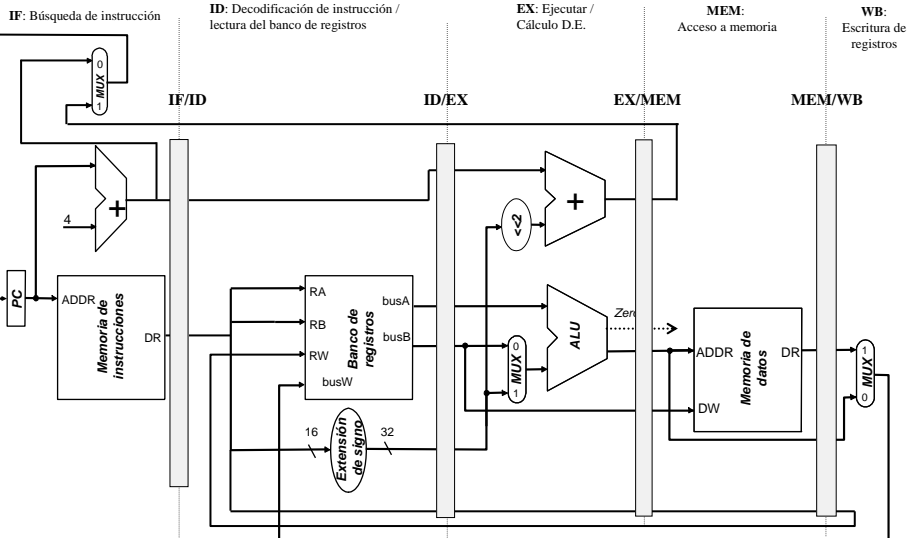 IF: Búsqueda de instrucción
ID: Decodificación de instrucción /
lectura del banco de registros
EX: Ejecutar /
Cálculo D.E.
MEM:
Acceso a memoria
WB:
Escritura de
registros
IF/ID
ID/EX
EX/MEM
MEM/WB
0
MUX
1
4
+
+
<<2
PC
ADDR
Memoria de
instrucciones
DR
RA
RB
RW
busW
Banco de
registros
busA
busB
0
MUX
1
ALU
Zero
ADDR
DW
Memoria de
datos
DR
1
MUX
0
16
Extensión
de signo
32